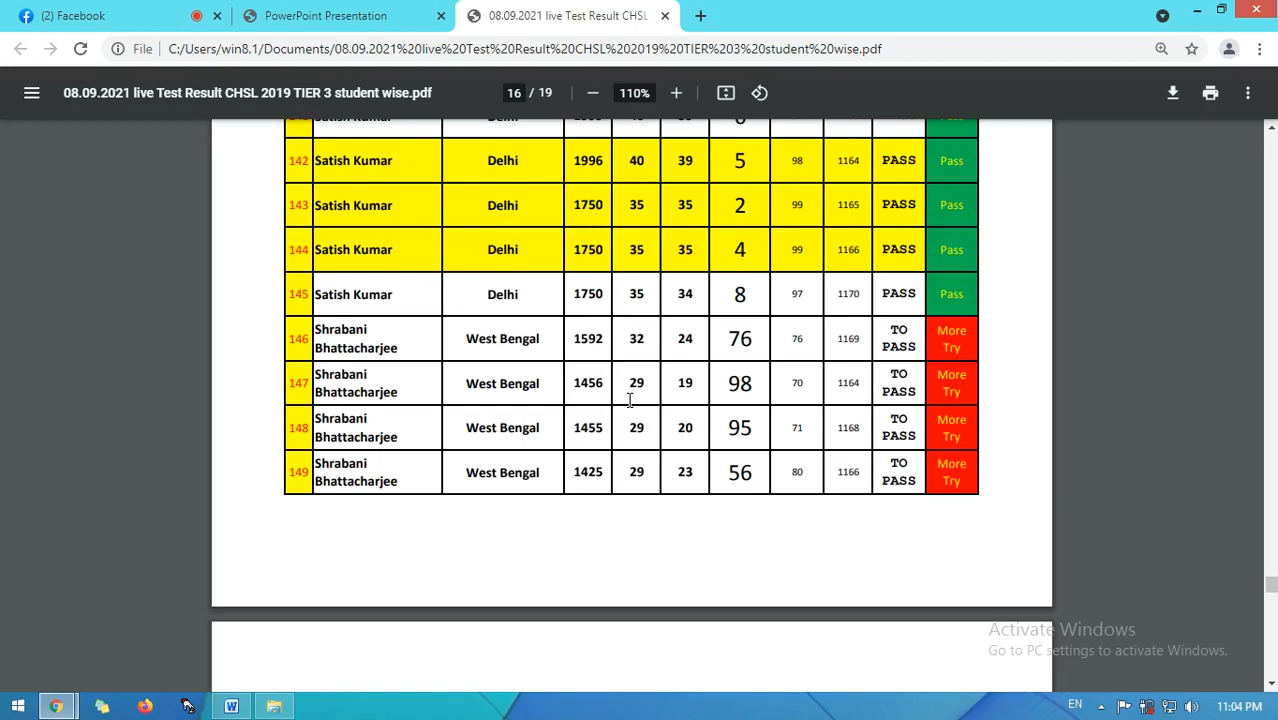 (2) Facebook
PowerPoint Presentation
08.09.2021 live Test Result CHSL
File
C:/Users/win8.1/Documents/08.09.2021%20live%20Test%20Result%20CHSL%202019%20TIER%203%20student%20wise.pdf
08.09.2021 live Test Result CHSL 2019 TIER 3 student wise.pdf
16 / 19
110%
Satish Kumar Delhi
142 Satish Kumar Delhi 1996 40 39 5 98 1164 PASS Pass
143 Satish Kumar Delhi 1750 35 35 2 99 1165 PASS Pass
144 Satish Kumar Delhi 1750 35 35 4 99 1166 PASS Pass
145 Satish Kumar Delhi 1750 35 34 8 97 1170 PASS Pass
Shrabani TO More
146 West Bengal 1592 32 24 76 76 1169
Bhattacharjee PASS Try
Shrabani TO More
147 West Bengal 1456 29 19 98 70 1164
Bhattacharjee PASS Try
Shrabani TO More
148 West Bengal 1455 29 20 95 71 1168
Bhattacharjee PASS Try
Shrabani TO More
149 West Bengal 1425 29 23 56 80 1166
Bhattacharjee PASS Try
Activate Windows
Go to PC settings to activate Windows.
EN
11:04 PM